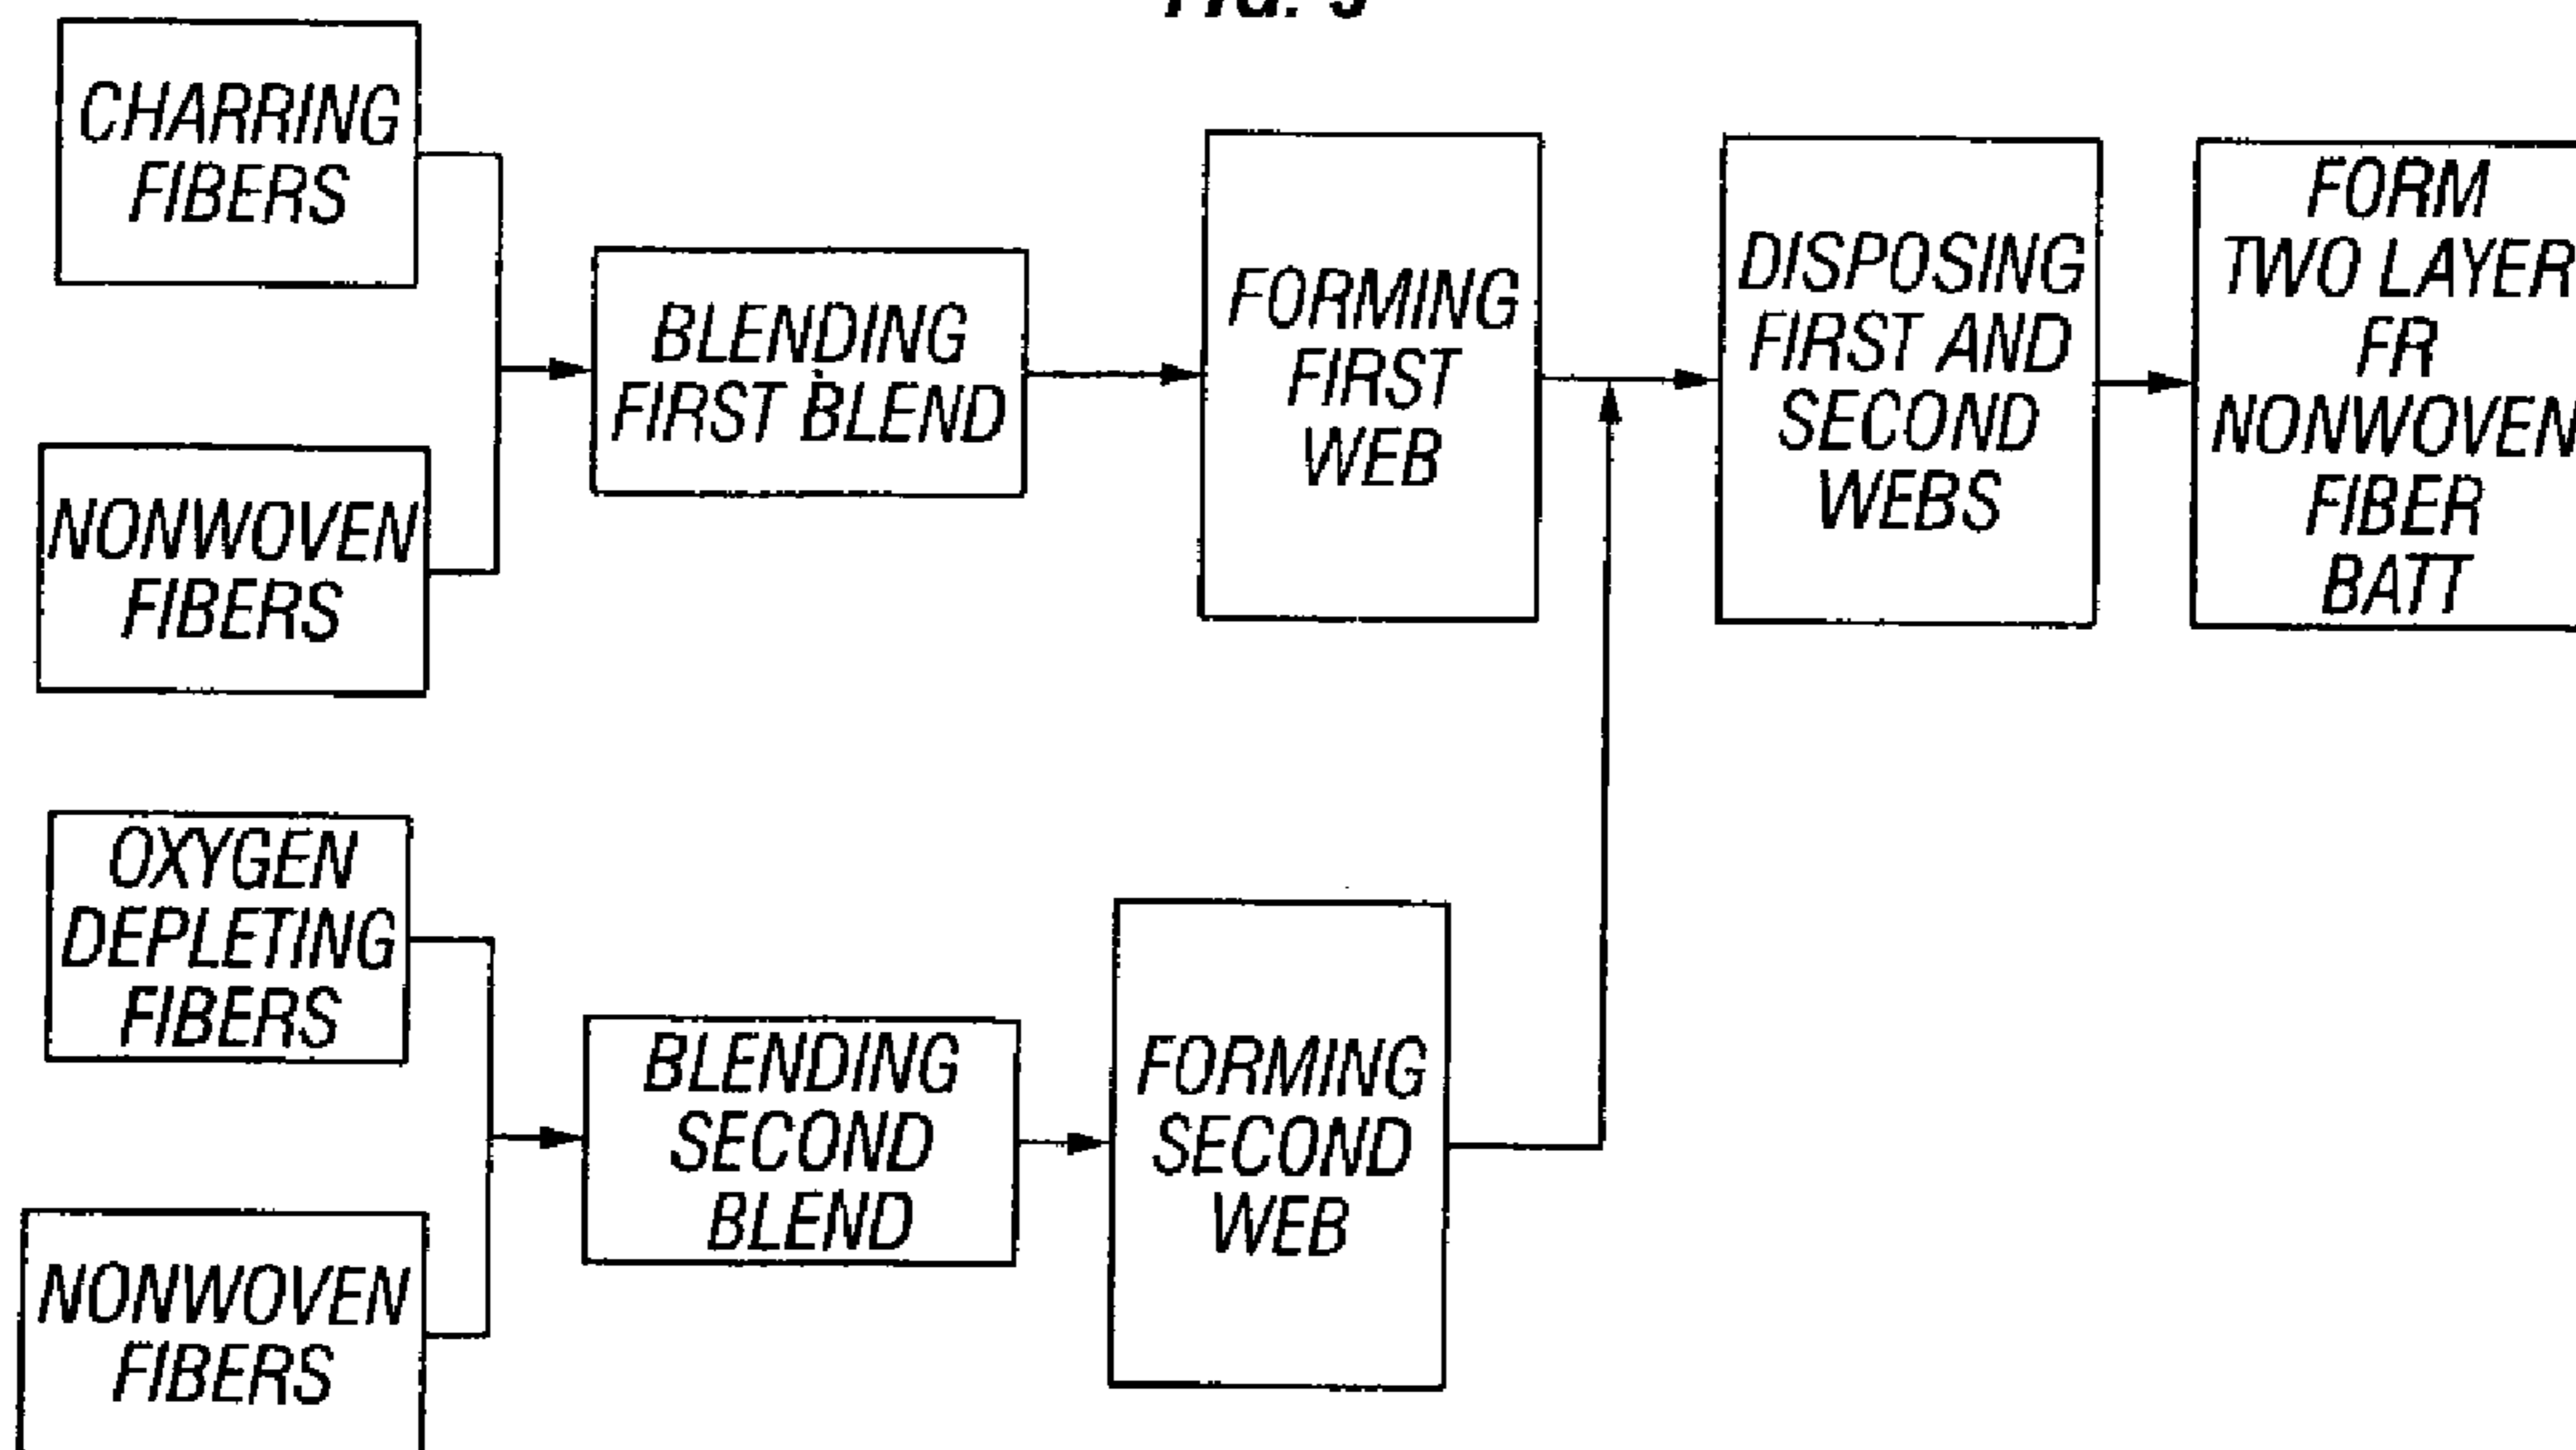 CHARRING
FIBERS
NONWOVEN
FIBERS
BLENDING
FIRST BLEND
FORMING
FIRST
WEB
DISPOSING
FIRST AND
SECOND
WEBS
FORM
TWO LAYER
FR
NONWOVEN
FIBER
BATT
OXYGEN
DEPLETING
FIBERS
NONWOVEN
FIBERS
BLENDING
SECOND
BLEND
FORMING
SECOND
WEB